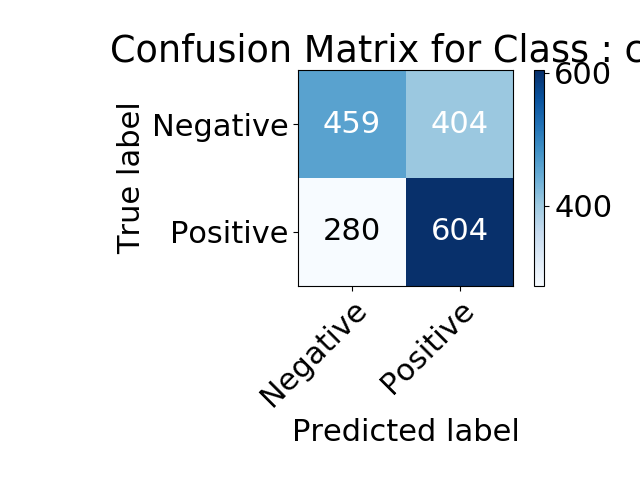 Confusion Matrix for Class :
600
True label
Negative 459 404
400
Positive 280 604
Negative Positive
Predicted label